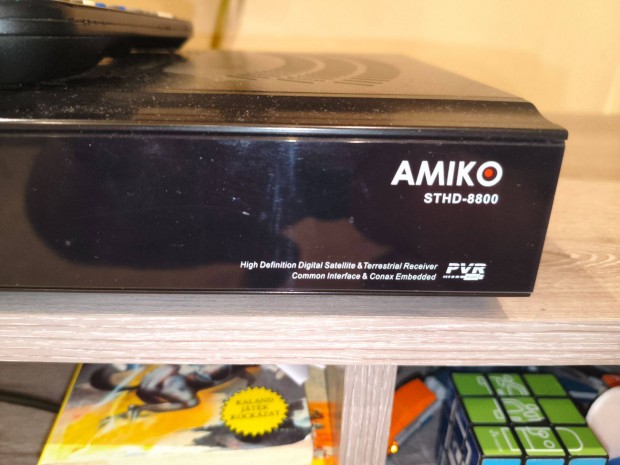 AMIKO
STHD-8800
High Definition Digital Satellite & Terrestrial Receiver
Common Interface & Conax Embedded
PVR
KALAND
JÁTÉK
KOCKÁZAT